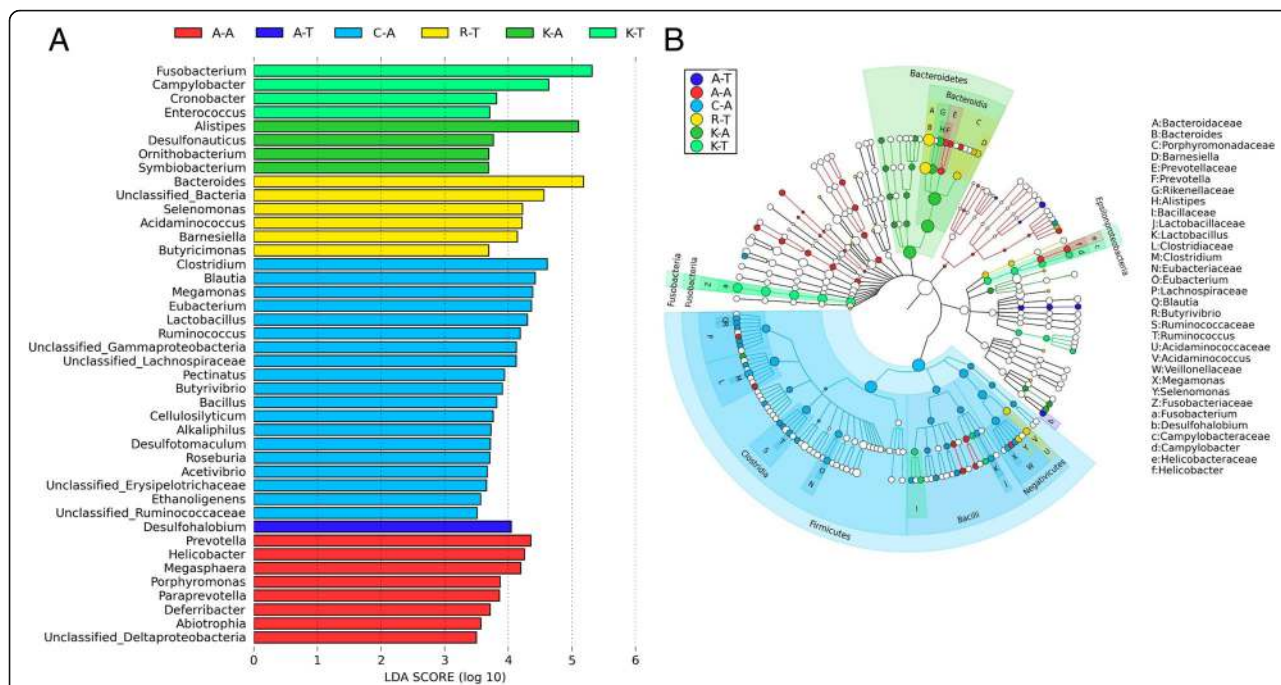 A
A-A A-T C-A R-T K-A K-T
Fusobacterium
Campylobacter
Cronobacter
Enterococcus
Alistipes
Desulfonauticus
Ornithobacterium
Symbiobacterium
Bacteroides
Unclassified_Bacteria
Selenomonas
Acidaminococcus
Barnesiella
Butyricimonas
Clostridium
Blautia
Megamonas
Eubacterium
Lactobacillus
Ruminococcus
Unclassified_Gammaproteobacteria
Unclassified_Lachnospiraceae
Pectinatus
Butyrivibrio
Bacillus
Cellulosilyticum
Alkaliphilus
Desulfotomaculum
Roseburia
Acetivibrio
Unclassified_Erysipelotrichaceae
Ethanoligenens
Unclassified_Ruminococcaceae
Desulfohalobium
Prevotella
Helicobacter
Megasphaera
Porphyromonas
Paraprevotella
Deferribacter
Abiotrophia
Unclassified_Deltaproteobacteria
0 1 2 3 4 5 6
LDA SCORE (log 10)
B
A-T
A-A
C-A
R-T
K-A
K-T
Bacteroidetes
Bacteroidia
A G E C
B H F D
Epsilonproteobacteria
Fusobacteria
Fusobacteria
Z a
P
L M
S
N O
Clostridia
Firmicutes
I
Bacilli
J K
Negativicutes
W X Y U V
b
A:Bacteroidaceae
B:Bacteroides
C:Porphyromonadaceae
D:Barnesiella
E:Prevotellaceae
F:Prevotella
G:Rikenellaceae
H:Alistipes
I:Bacillaceae
J:Lactobacillaceae
K:Lactobacillus
L:Clostridiaceae
M:Clostridium
N:Eubacteriaceae
O:Eubacterium
P:Lachnospiraceae
Q:Blautia
R:Butyrivibrio
S:Ruminococcaceae
T:Ruminococcus
U:Acidaminococcaceae
V:Acidaminococcus
W:Veillonellaceae
X:Megamonas
Y:Selenomonas
Z:Fusobacteriaceae
a:Fusobacterium
b:Desulfohalobium
c:Campylobacteraceae
d:Campylobacter
e:Helicobacteraceae
f:Helicobacter